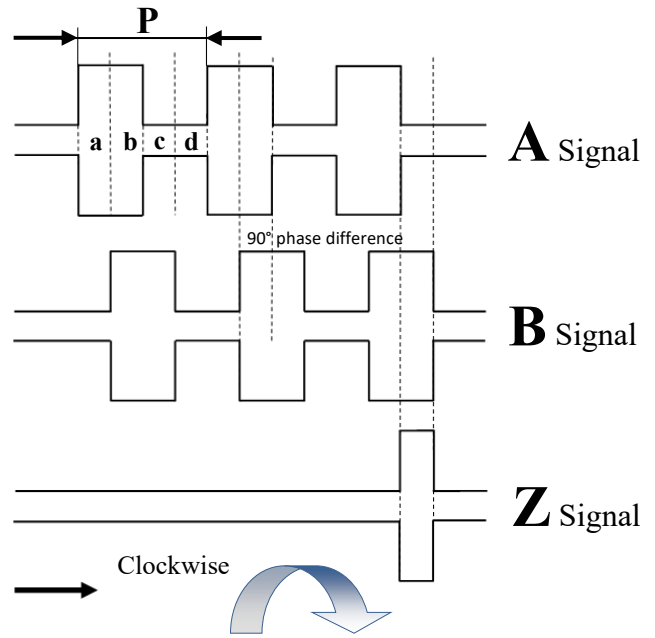 P
a b c d
A Signal
90° phase difference
B Signal
Z Signal
Clockwise